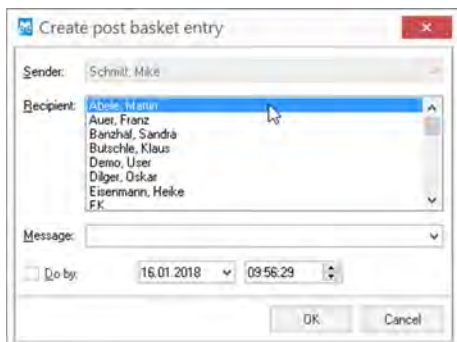 Create post basket entry
Sender: Schmitt, Mike
Recipient: Abele, Martin
Auer, Franz
Banzhaf, Sandra
Butschle, Klaus
Demo, User
Dilger, Oskar
Eisenmann, Heike
EK
Message:
Do by: 16.01.2018 09:56:29
OK Cancel